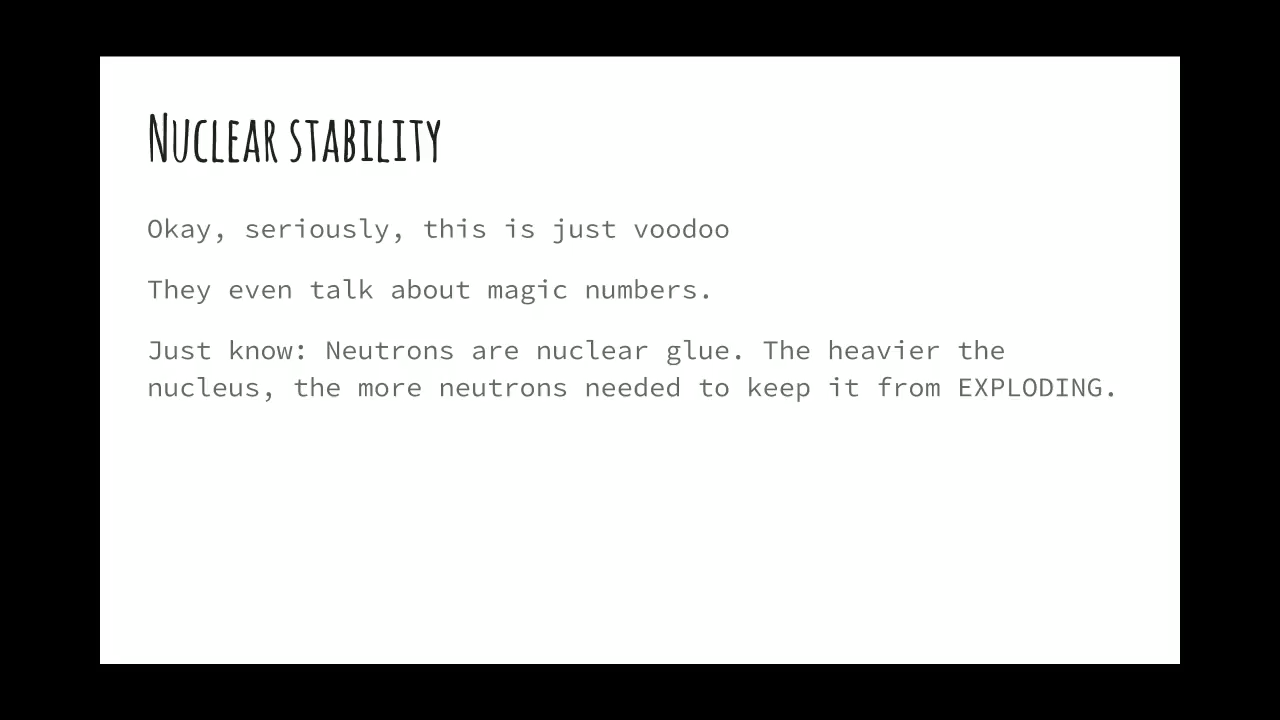 Nuclear stability
Okay, seriously, this is just voodoo
They even talk about magic numbers.
Just know: Neutrons are nuclear glue. The heavier the
nucleus, the more neutrons needed to keep it from EXPLODING.